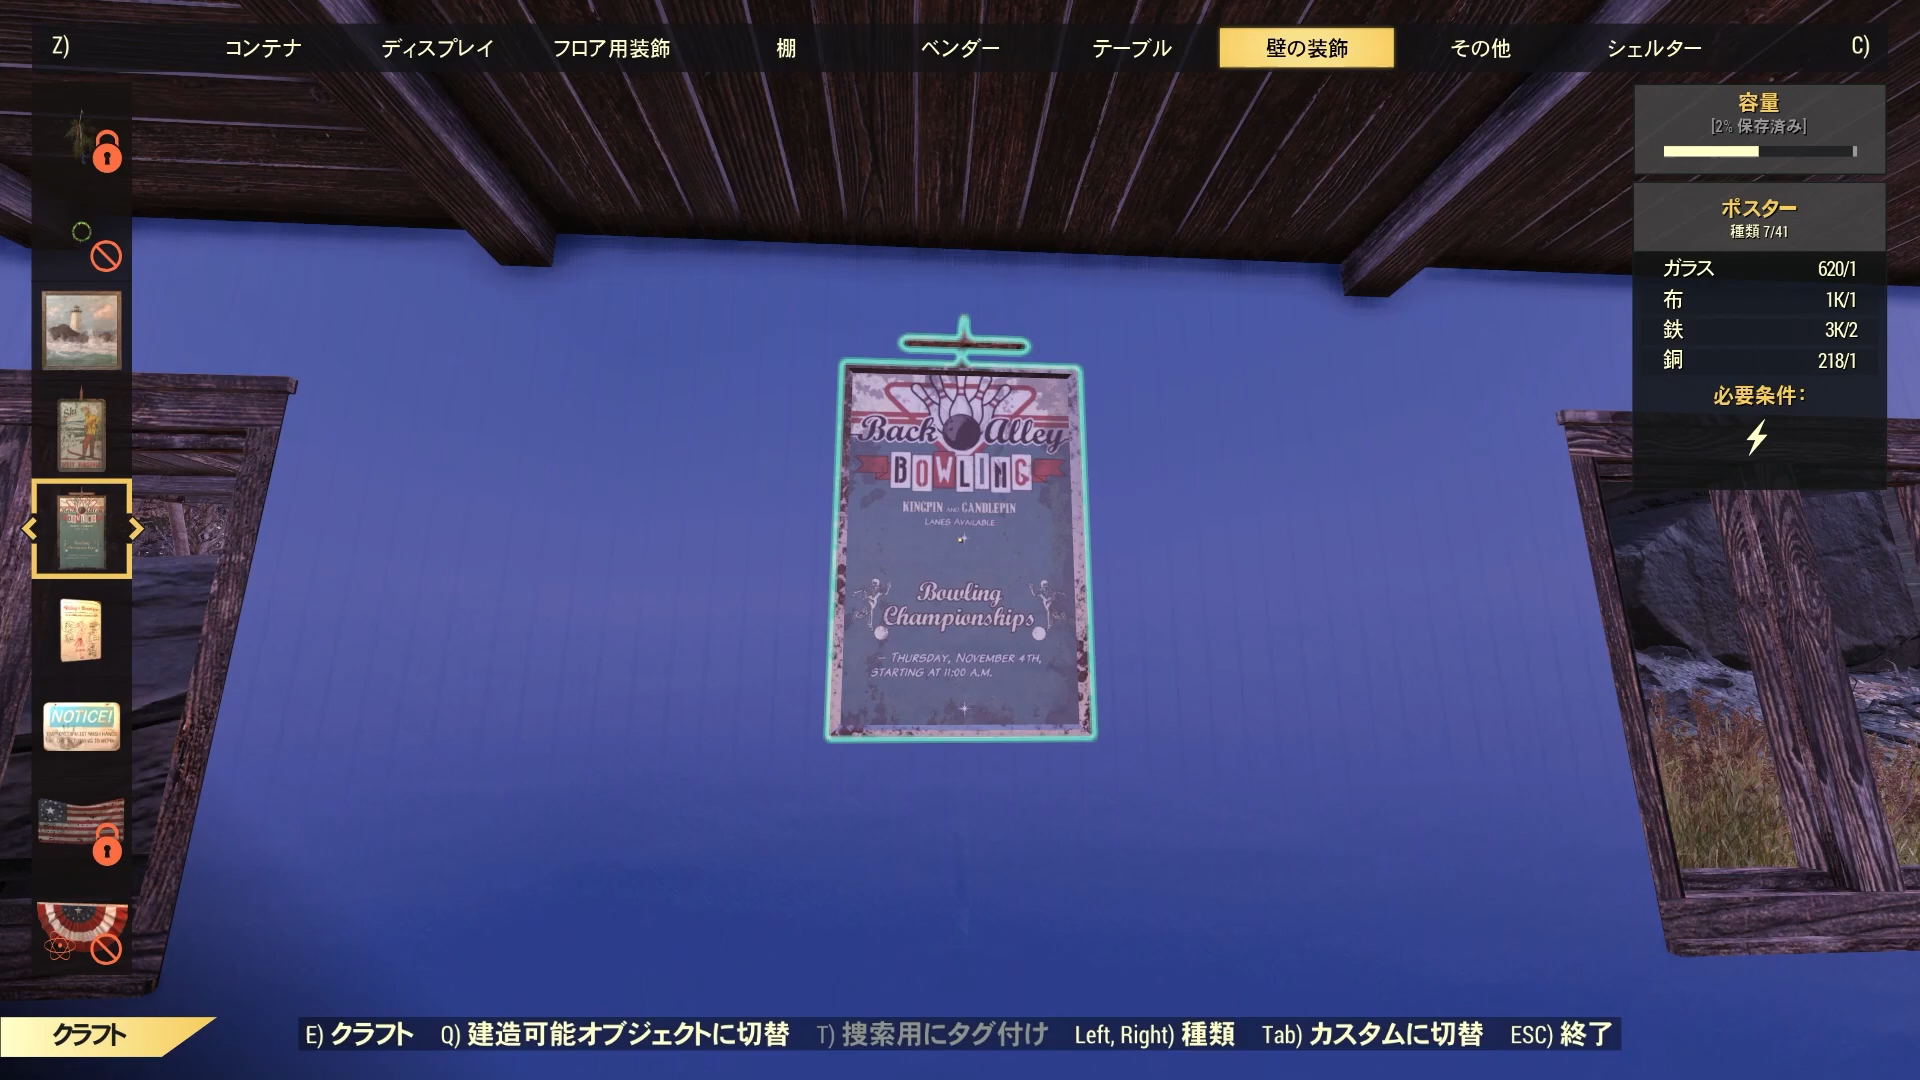 Z)
コンテナ
ディスプレイ
フロア用装飾
棚
ベンダー
テーブル
壁の装飾
その他
シェルター
C)
容量
[2% 保存済み]
ポスター
種類 7/41
ガラス 620/1
布 1K/1
鉄 3K/2
銅 218/1
必要条件:
Back Alley
BOWLING
KINGPIN AND CANDLEPIN
LANES AVAILABLE
Bowling
Championships
– THURSDAY, NOVEMBER 4TH,
STARTING AT 11:00 A.M.
NOTICE!
クラフト
E) クラフト Q) 建造可能オブジェクトに切替 T) 捜索用にタグ付け Left, Right) 種類 Tab) カスタムに切替 ESC) 終了